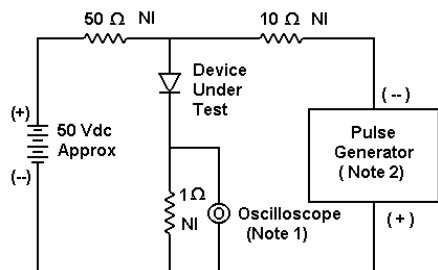 50 Ω NI
10 Ω NI
Device
Under
Test
(+)
50 Vdc
Approx
(--)
(--)
Pulse
Generator
( Note 2)
(+)
1Ω
NI
Oscilloscope
(Note 1)